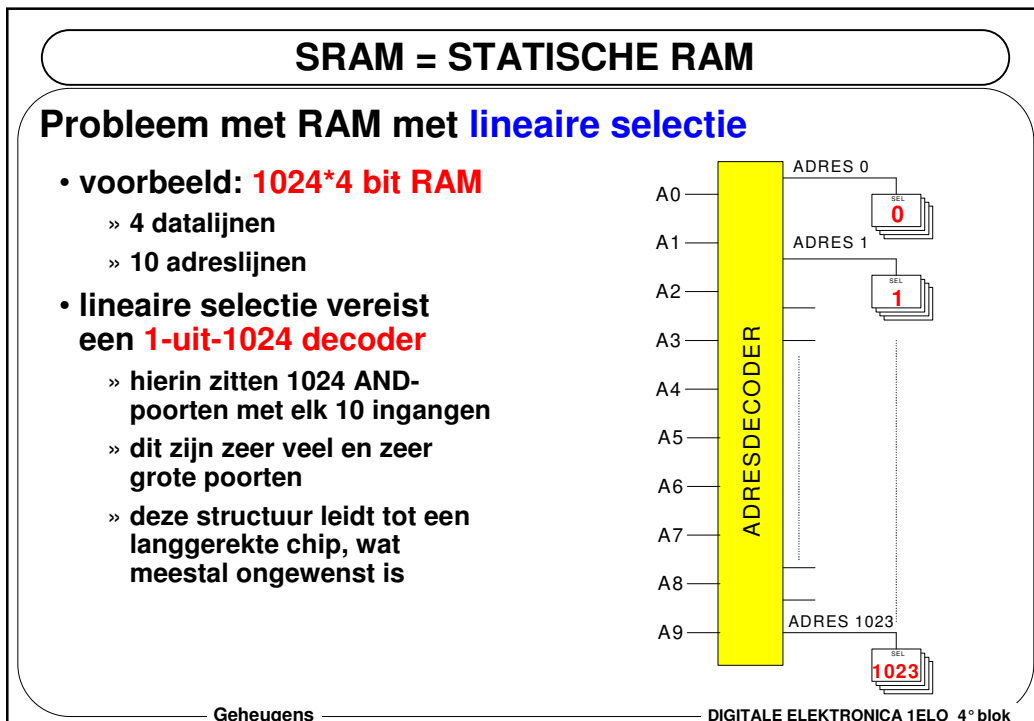 SRAM = STATISCHE RAM
Probleem met RAM met lineaire selectie
• voorbeeld: 1024*4 bit RAM
» 4 datalijnen
» 10 adreslijnen
• lineaire selectie vereist
een 1-uit-1024 decoder
» hierin zitten 1024 AND-
poorten met elk 10 ingangen
» dit zijn zeer veel en zeer
grote poorten
» deze structuur leidt tot een
langgerekte chip, wat
meestal ongewenst is
A0
A1
A2
A3
A4
A5
A6
A7
A8
A9
ADRESDECODER
ADRES 0
SEL
0
ADRES 1
SEL
1
ADRES 1023
SEL
1023
Geheugens
DIGITALE ELEKTRONICA 1ELO 4° blok